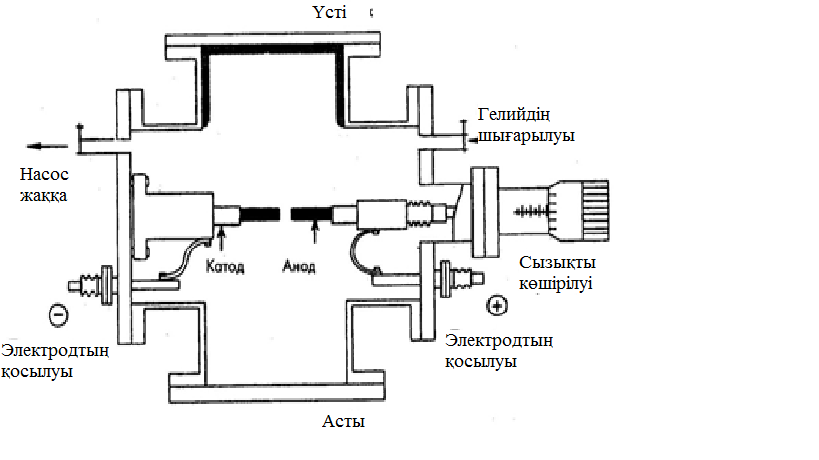 Үсті
Гелийдің
шығарылуы
Насос
жаққа
Катод
Анод
Сызықты
көшірілуі
Электродтың
қосылуы
Электродтың
қосылуы
Асты